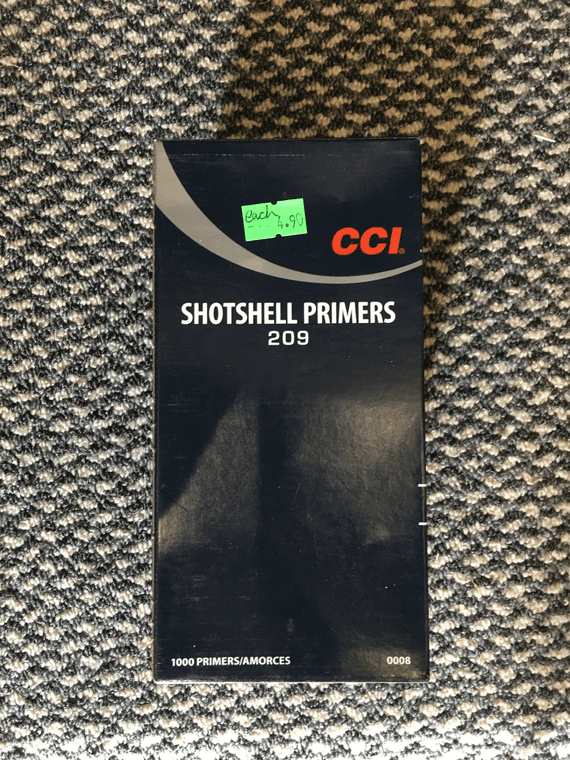 each
4.90
CCI®
SHOTSHELL PRIMERS
209
1000 PRIMERS/AMORCES
0008